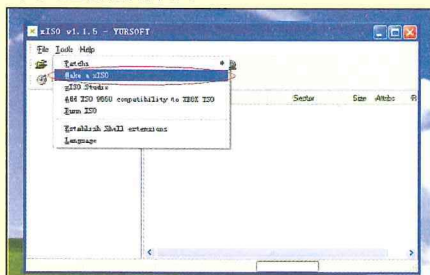 xISO v1.1.5 - YURSOFT
File Tools Help
Patchs
Make a xISO
xISO Studio
Add ISO 9660 compatibility to XBOX ISO
Burn ISO
Establish Shell extensions
Language
Sector Size Attribs